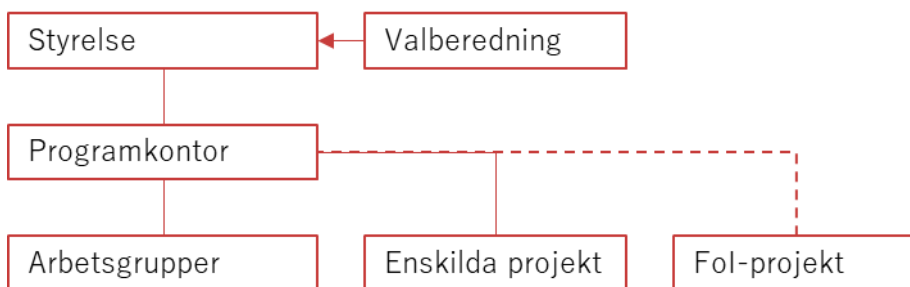 Styrelse
Valberedning
Programkontor
Arbetsgrupper
Enskilda projekt
FoI-projekt